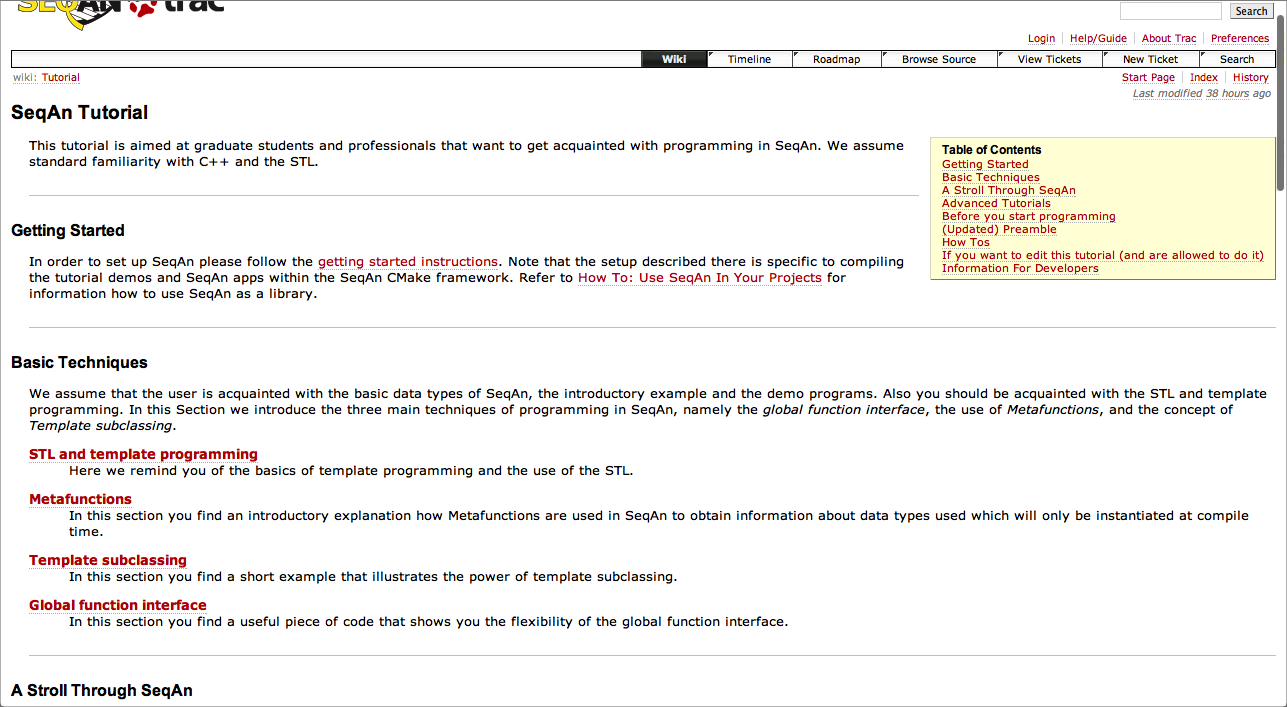 SEQAN trac
Search
Login Help/Guide About Trac Preferences
Wiki Timeline Roadmap Browse Source View Tickets New Ticket Search
wiki: Tutorial
Start Page Index History
Last modified 38 hours ago
SeqAn Tutorial
This tutorial is aimed at graduate students and professionals that want to get acquainted with programming in SeqAn. We assume
standard familiarity with C++ and the STL.
Table of Contents
Getting Started
Basic Techniques
A Stroll Through SeqAn
Advanced Tutorials
Before you start programming
(Updated) Preamble
How Tos
If you want to edit this tutorial (and are allowed to do it)
Information For Developers
Getting Started
In order to set up SeqAn please follow the getting started instructions. Note that the setup described there is specific to compiling
the tutorial demos and SeqAn apps within the SeqAn CMake framework. Refer to How To: Use SeqAn In Your Projects for
information how to use SeqAn as a library.
Basic Techniques
We assume that the user is acquainted with the basic data types of SeqAn, the introductory example and the demo programs. Also you should be acquainted with the STL and template
programming. In this Section we introduce the three main techniques of programming in SeqAn, namely the global function interface, the use of Metafunctions, and the concept of
Template subclassing.
STL and template programming
Here we remind you of the basics of template programming and the use of the STL.
Metafunctions
In this section you find an introductory explanation how Metafunctions are used in SeqAn to obtain information about data types used which will only be instantiated at compile
time.
Template subclassing
In this section you find a short example that illustrates the power of template subclassing.
Global function interface
In this section you find a useful piece of code that shows you the flexibility of the global function interface.
A Stroll Through SeqAn